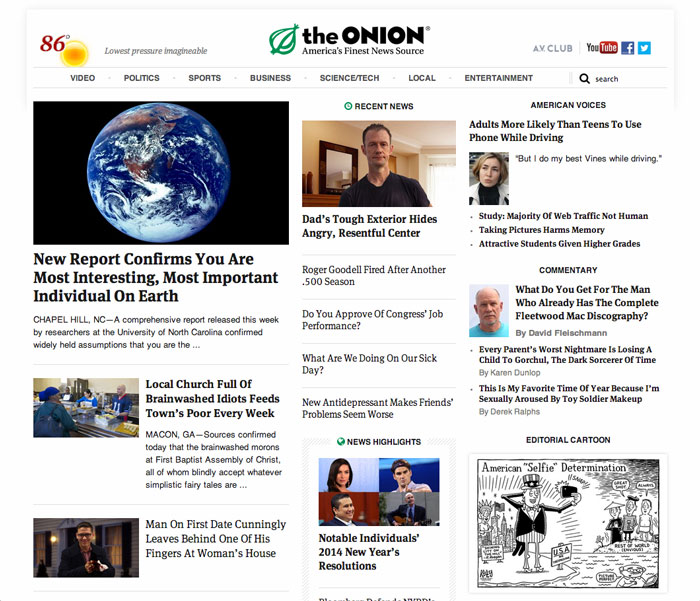 86°
Lowest pressure imagineable
the ONION®
America's Finest News Source
A.V. CLUB
YouTube
VIDEO
POLITICS
SPORTS
BUSINESS
SCIENCE/TECH
LOCAL
ENTERTAINMENT
search
New Report Confirms You Are
Most Interesting, Most Important
Individual On Earth
CHAPEL HILL, NC—A comprehensive report released this week
by researchers at the University of North Carolina confirmed
widely held assumptions that you are the ...
Local Church Full Of
Brainwashed Idiots Feeds
Town's Poor Every Week
MACON, GA—Sources confirmed
today that the brainwashed morons
at First Baptist Assembly of Christ,
all of whom blindly accept whatever
simplistic fairy tales are ...
Man On First Date Cunningly
Leaves Behind One Of His
Fingers At Woman's House
RECENT NEWS
Dad's Tough Exterior Hides
Angry, Resentful Center
Roger Goodell Fired After Another
.500 Season
Do You Approve Of Congress' Job
Performance?
What Are We Doing On Our Sick
Day?
New Antidepressant Makes Friends'
Problems Seem Worse
NEWS HIGHLIGHTS
Notable Individuals'
2014 New Year's
Resolutions
Bloomberg Defends NYPD's
AMERICAN VOICES
Adults More Likely Than Teens To Use
Phone While Driving
"But I do my best Vines while driving."
Study: Majority Of Web Traffic Not Human
Taking Pictures Harms Memory
Attractive Students Given Higher Grades
COMMENTARY
What Do You Get For The Man
Who Already Has The Complete
Fleetwood Mac Discography?
By David Fleischmann
Every Parent's Worst Nightmare Is Losing A
Child To Gorchul, The Dark Sorcerer Of Time
By Karen Dunlop
This Is My Favorite Time Of Year Because I'm
Sexually Aroused By Toy Soldier Makeup
By Derek Ralphs
EDITORIAL CARTOON
American "Selfie" Determination
SNAP!
GREAT SHOT!
ALWAYS.
U.S.A
REST OF WORLD
(ENVIOUS)
PICTURE PERFECT!